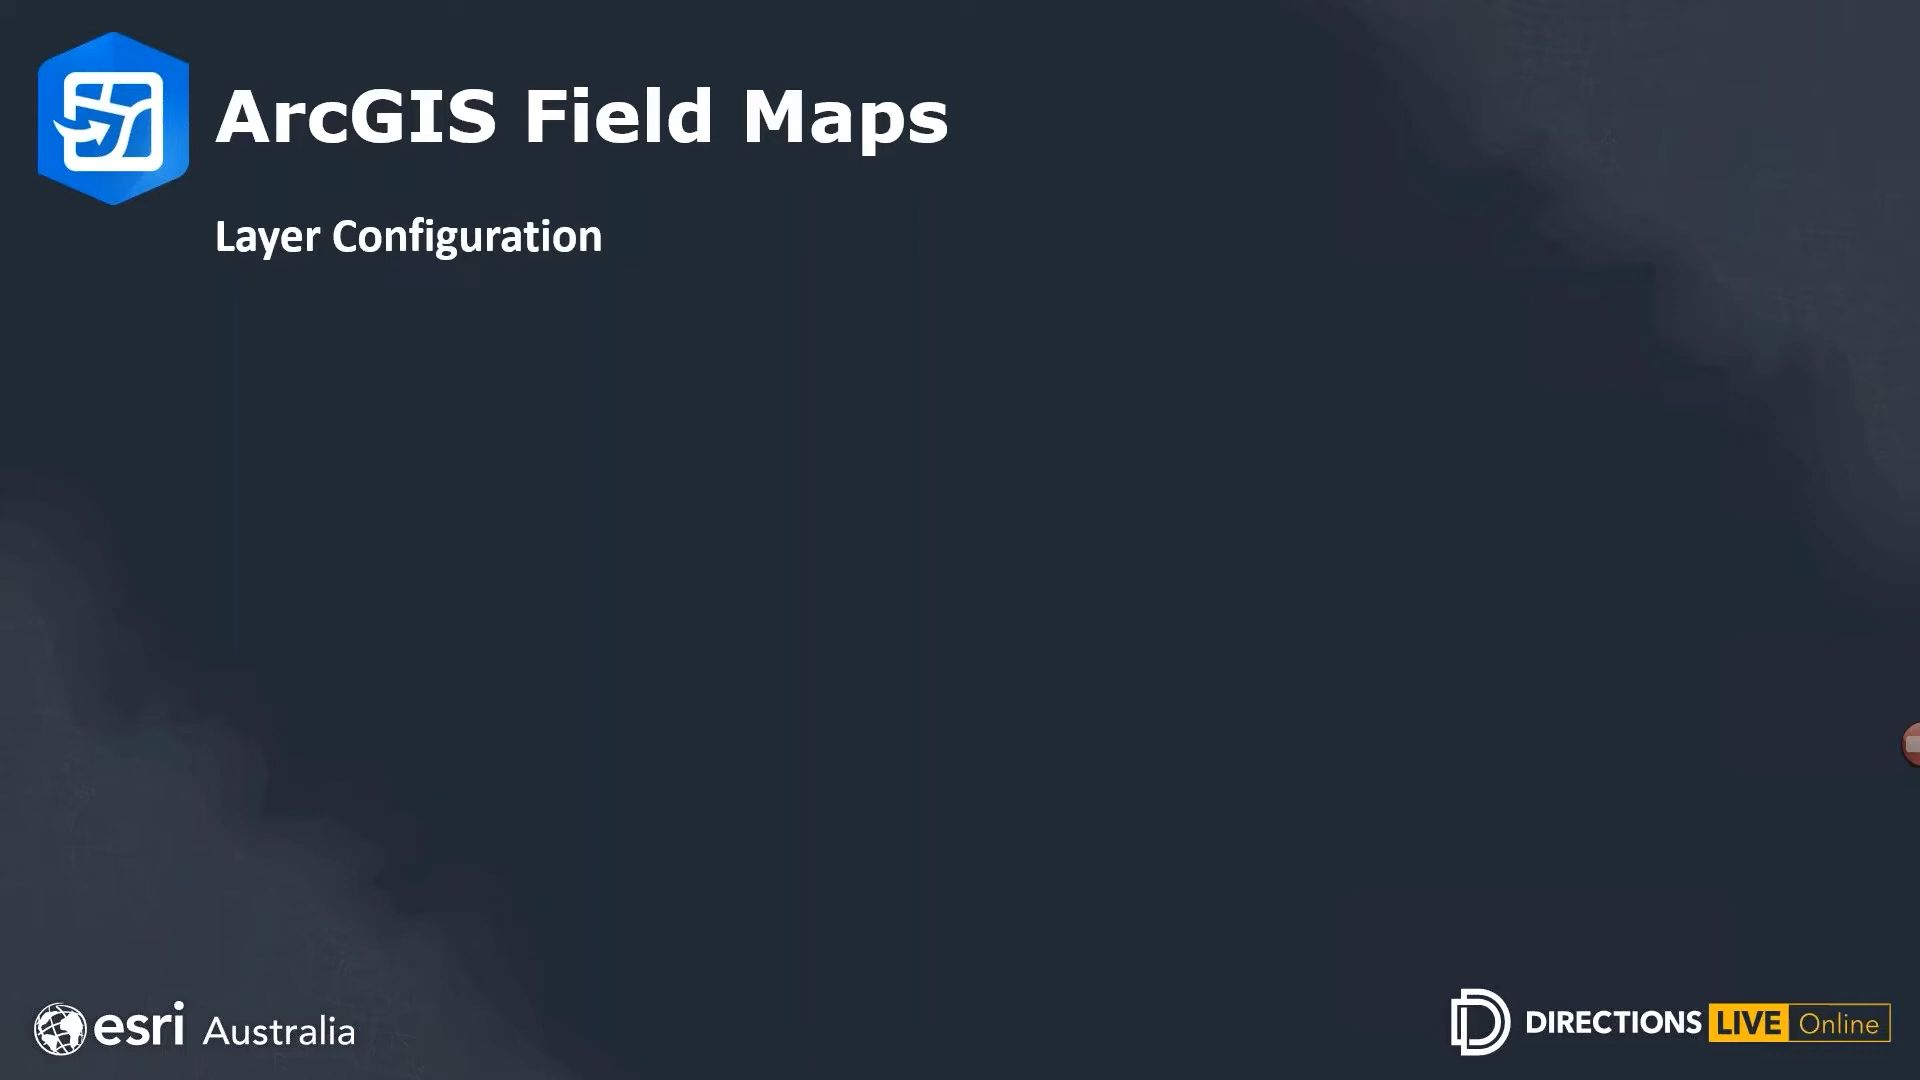 ArcGIS Field Maps
Layer Configuration
esri Australia
DIRECTIONS LIVE Online